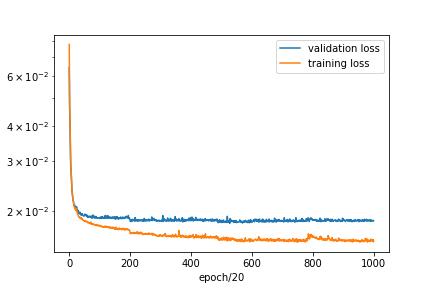 validation loss
training loss
6 × 10⁻²
4 × 10⁻²
3 × 10⁻²
2 × 10⁻²
0 200 400 600 800 1000
epoch/20